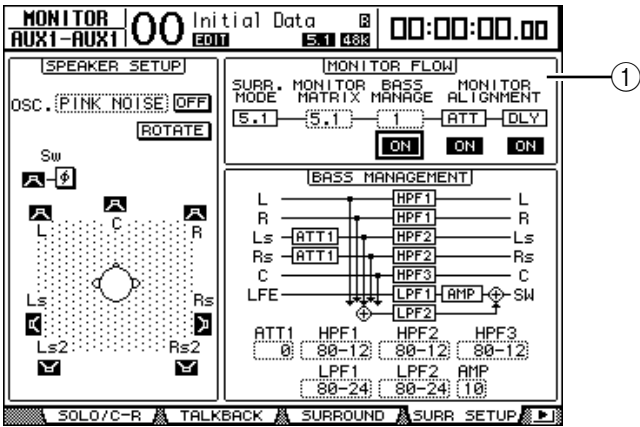 MONITOR
AUX1-AUX1
00
Initial Data
R
EDIT
5.1 48k
00:00:00.00
SPEAKER SETUP
OSC. PINK NOISE OFF
ROTATE
Sw
ϕ
L
C
R
Ls
Rs
Ls2
Rs2
MONITOR FLOW
1
SURR. MODE
MONITOR MATRIX
BASS MANAGE
MONITOR ALIGNMENT
5.1
5.1
1
ATT
DLY
ON
ON
ON
BASS MANAGEMENT
L HPF1 L
R HPF1 R
Ls ATT1 HPF2 Ls
Rs ATT1 HPF2 Rs
C HPF3 C
LFE LPF1 AMP SW
LPF2
ATT1 HPF1 HPF2 HPF3
0 80-12 80-12 80-12
LPF1 LPF2 AMP
80-24 80-24 10
SOLO/C-R
TALKBACK
SURROUND
SURR SETUP